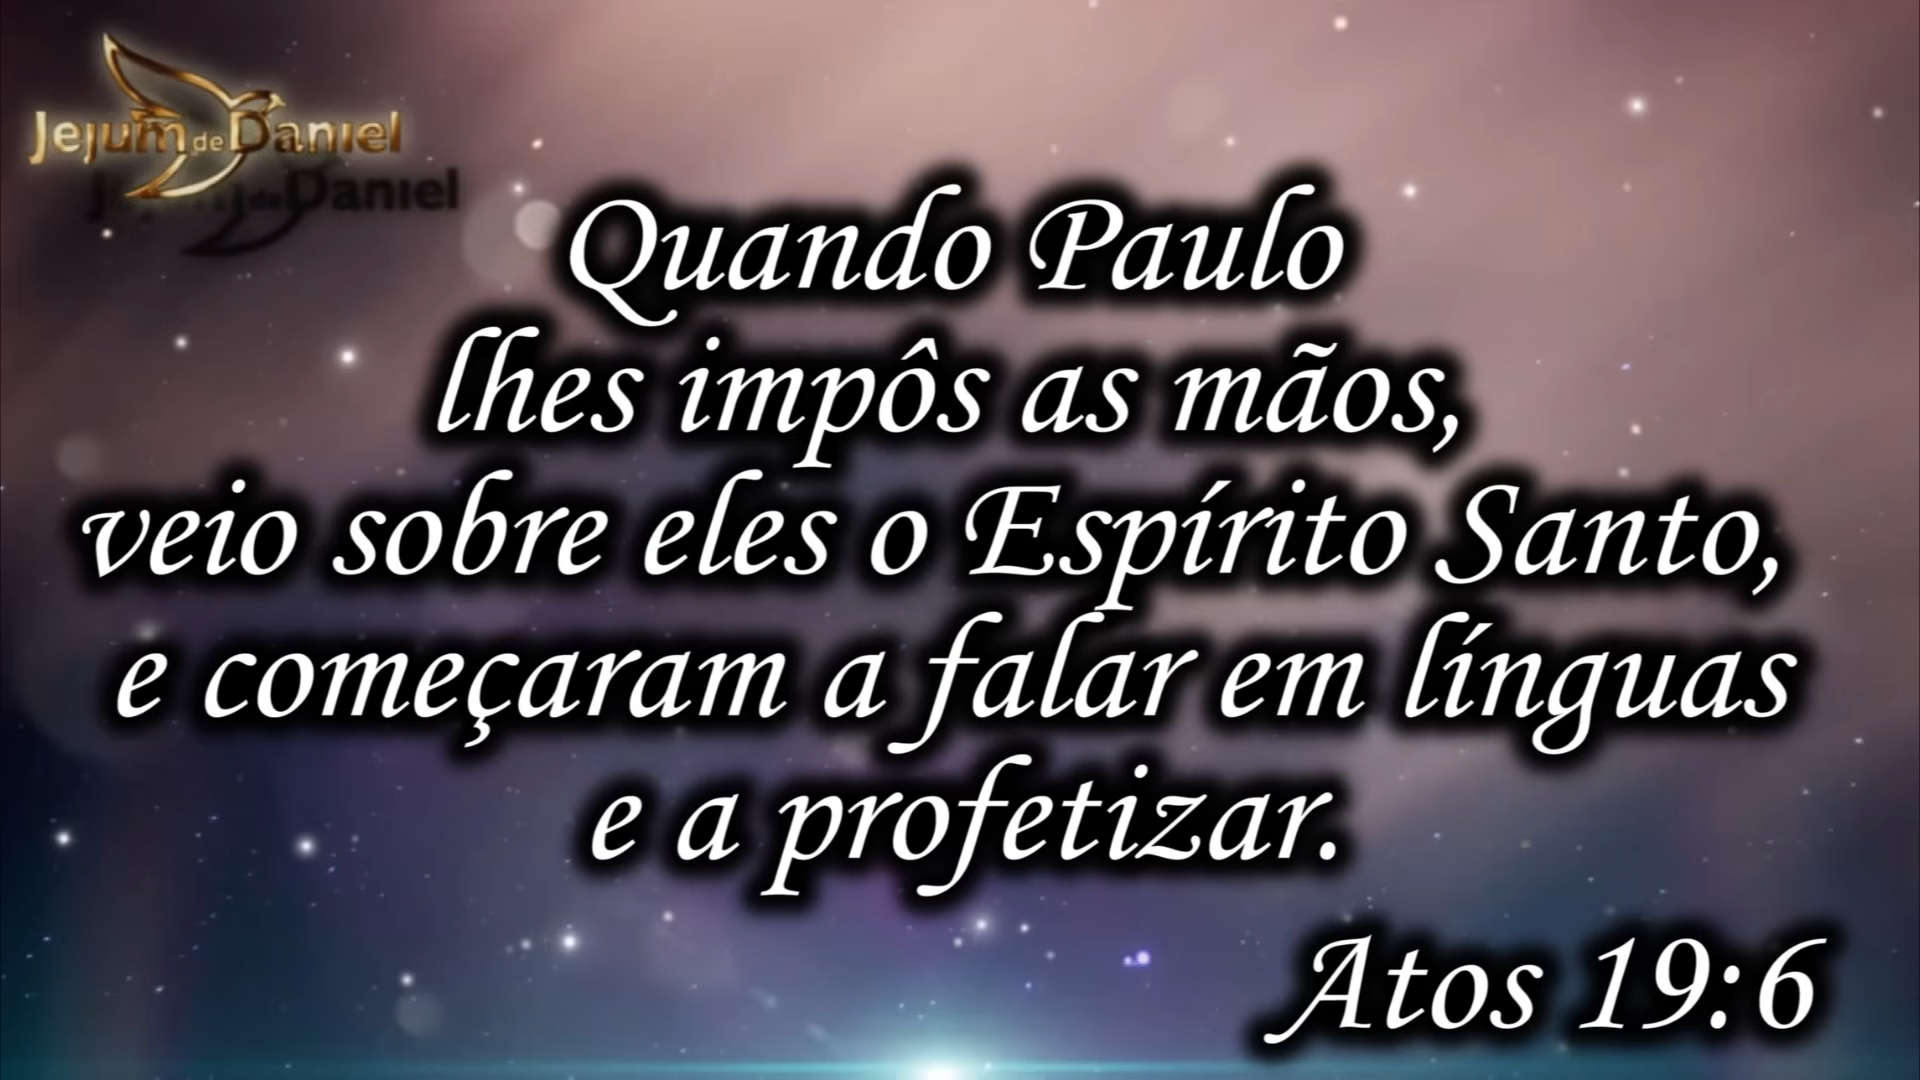 Jejum de Daniel
Quando Paulo
lhes impôs as mãos,
veio sobre eles o Espírito Santo,
e começaram a falar em línguas
e a profetizar.
Atos 19:6